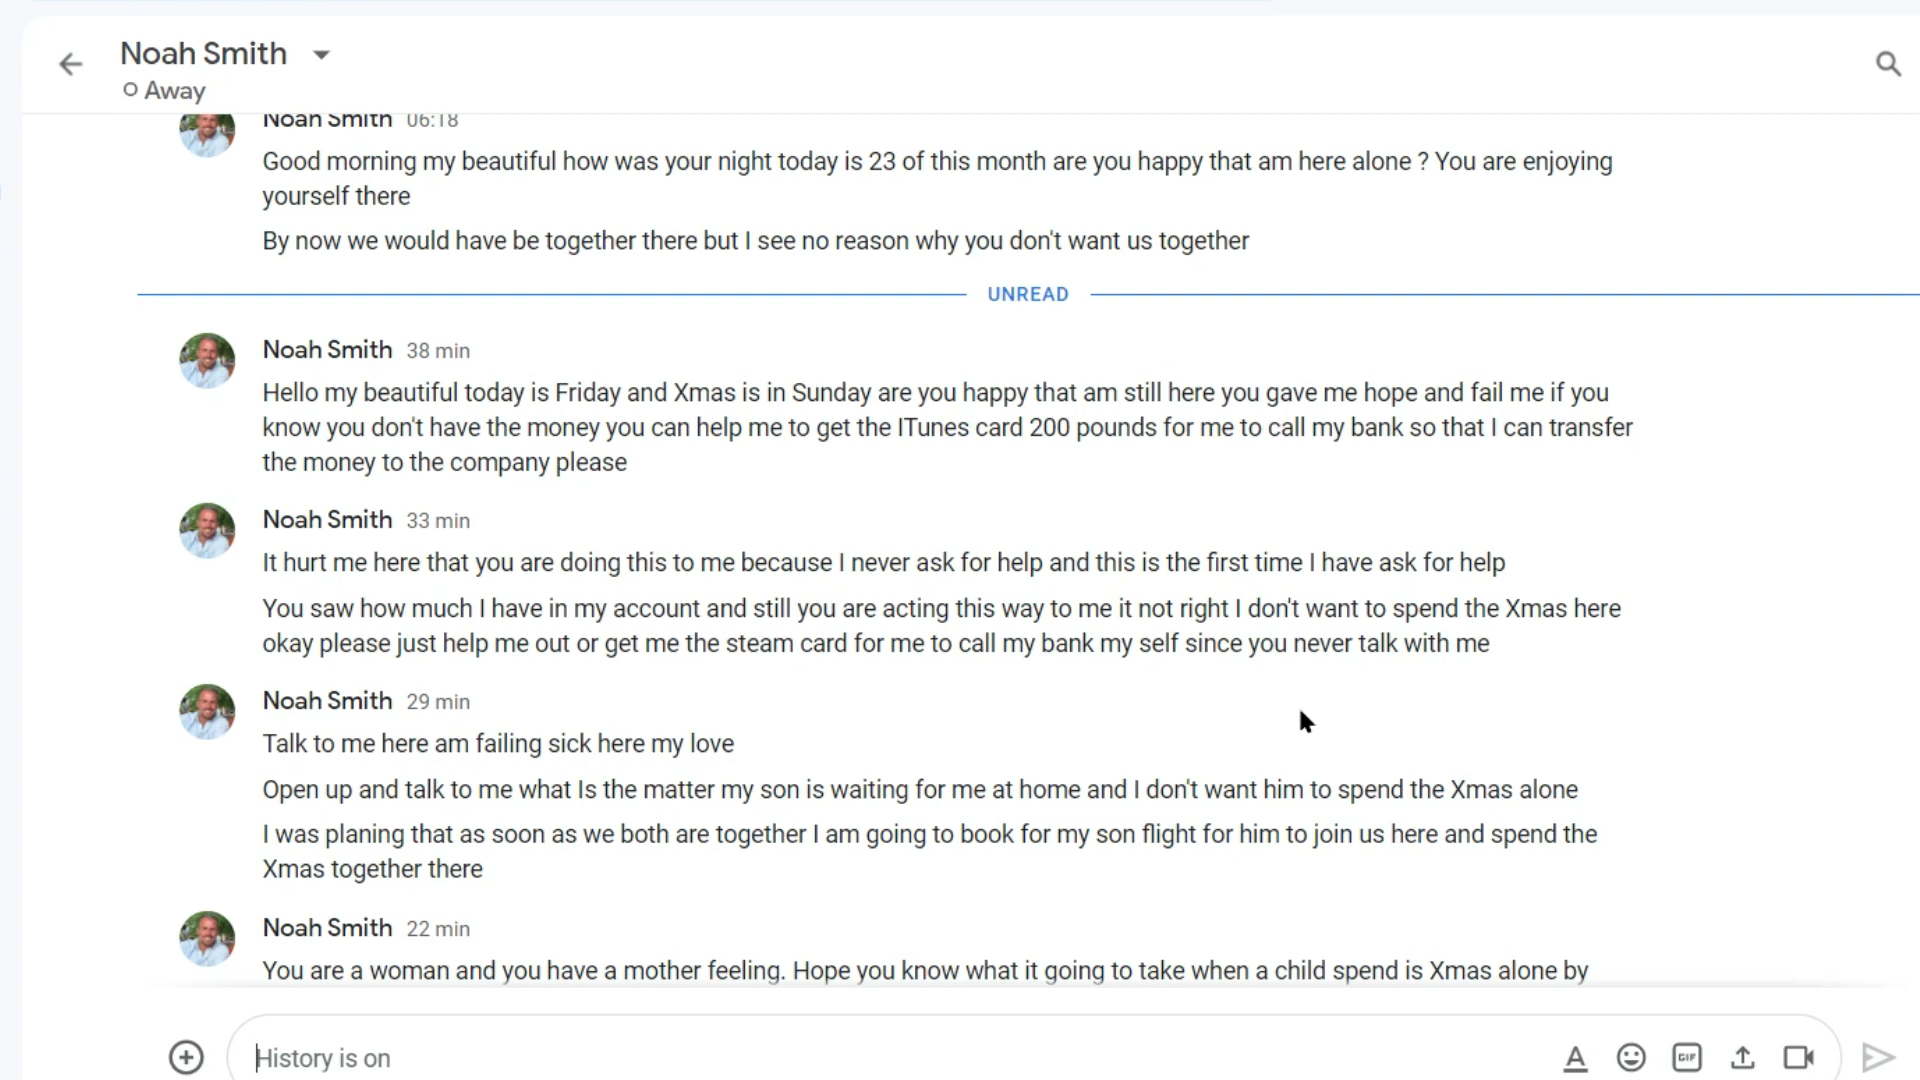 Noah Smith
Away
Noah Smith 06:18
Good morning my beautiful how was your night today is 23 of this month are you happy that am here alone ? You are enjoying
yourself there
By now we would have be together there but I see no reason why you don't want us together
UNREAD
Noah Smith 38 min
Hello my beautiful today is Friday and Xmas is in Sunday are you happy that am still here you gave me hope and fail me if you
know you don't have the money you can help me to get the ITunes card 200 pounds for me to call my bank so that I can transfer
the money to the company please
Noah Smith 33 min
It hurt me here that you are doing this to me because I never ask for help and this is the first time I have ask for help
You saw how much I have in my account and still you are acting this way to me it not right I don't want to spend the Xmas here
okay please just help me out or get me the steam card for me to call my bank my self since you never talk with me
Noah Smith 29 min
Talk to me here am failing sick here my love
Open up and talk to me what Is the matter my son is waiting for me at home and I don't want him to spend the Xmas alone
I was planing that as soon as we both are together I am going to book for my son flight for him to join us here and spend the
Xmas together there
Noah Smith 22 min
You are a woman and you have a mother feeling. Hope you know what it going to take when a child spend is Xmas alone by
History is on
GIF